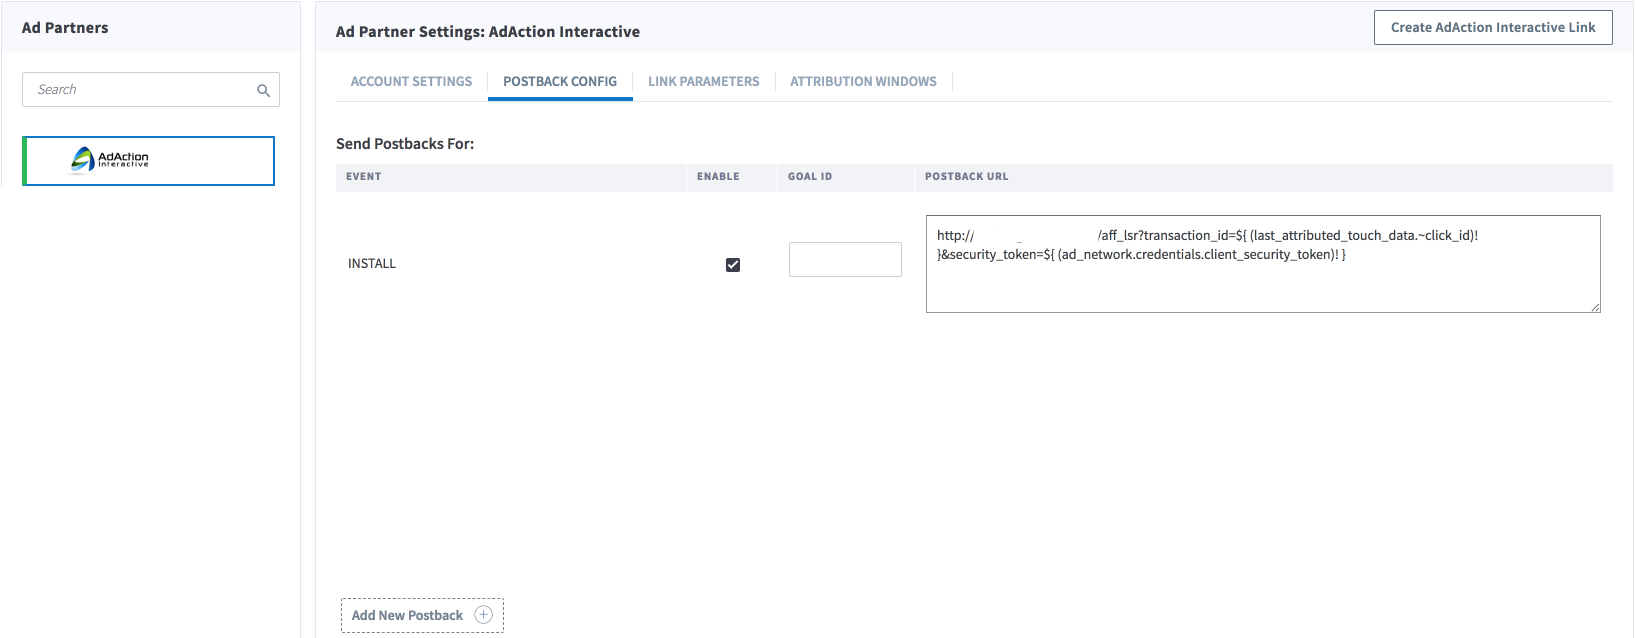 Ad Partners
Search
AdAction
Interactive
Ad Partner Settings: AdAction Interactive
Create AdAction Interactive Link
ACCOUNT SETTINGS
POSTBACK CONFIG
LINK PARAMETERS
ATTRIBUTION WINDOWS
Send Postbacks For:
EVENT
ENABLE
GOAL ID
POSTBACK URL
INSTALL
http:// /aff_lsr?transaction_id=${ (last_attributed_touch_data.~click_id)!
}&security_token=${ (ad_network.credentials.client_security_token)! }
Add New Postback